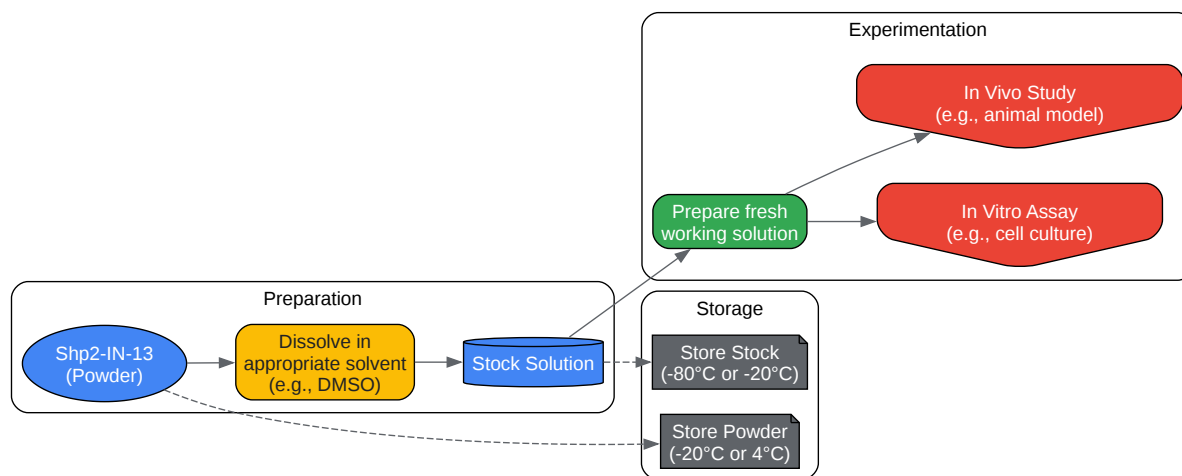 Experimentation
In Vivo Study
(e.g., animal model)
Prepare fresh
working solution
In Vitro Assay
(e.g., cell culture)
Preparation
Shp2-IN-13
(Powder)
Dissolve in
appropriate solvent
(e.g., DMSO)
Stock Solution
Storage
Store Stock
(-80°C or -20°C)
Store Powder
(-20°C or 4°C)